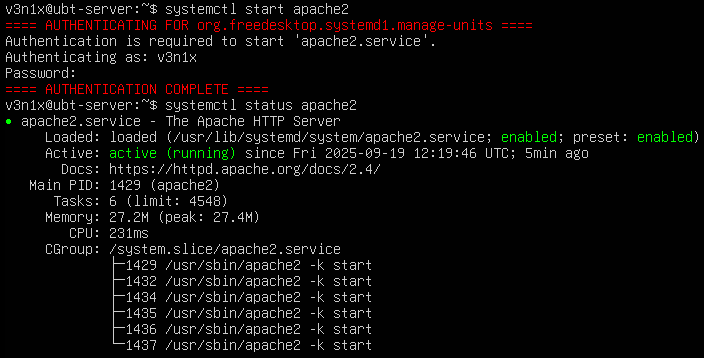 v3n1x@ubt-server:~$ systemctl start apache2
==== AUTHENTICATING FOR org.freedesktop.systemd1.manage-units ====
Authentication is required to start 'apache2.service'.
Authenticating as: v3n1x
Password:
==== AUTHENTICATION COMPLETE ====
v3n1x@ubt-server:~$ systemctl status apache2
● apache2.service - The Apache HTTP Server
     Loaded: loaded (/usr/lib/systemd/system/apache2.service; enabled; preset: enabled)
     Active: active (running) since Fri 2025-09-19 12:19:46 UTC; 5min ago
       Docs: https://httpd.apache.org/docs/2.4/
   Main PID: 1429 (apache2)
      Tasks: 6 (limit: 4548)
     Memory: 27.2M (peak: 27.4M)
        CPU: 231ms
     CGroup: /system.slice/apache2.service
             ├─1429 /usr/sbin/apache2 -k start
             ├─1432 /usr/sbin/apache2 -k start
             ├─1434 /usr/sbin/apache2 -k start
             ├─1435 /usr/sbin/apache2 -k start
             ├─1436 /usr/sbin/apache2 -k start
             └─1437 /usr/sbin/apache2 -k start